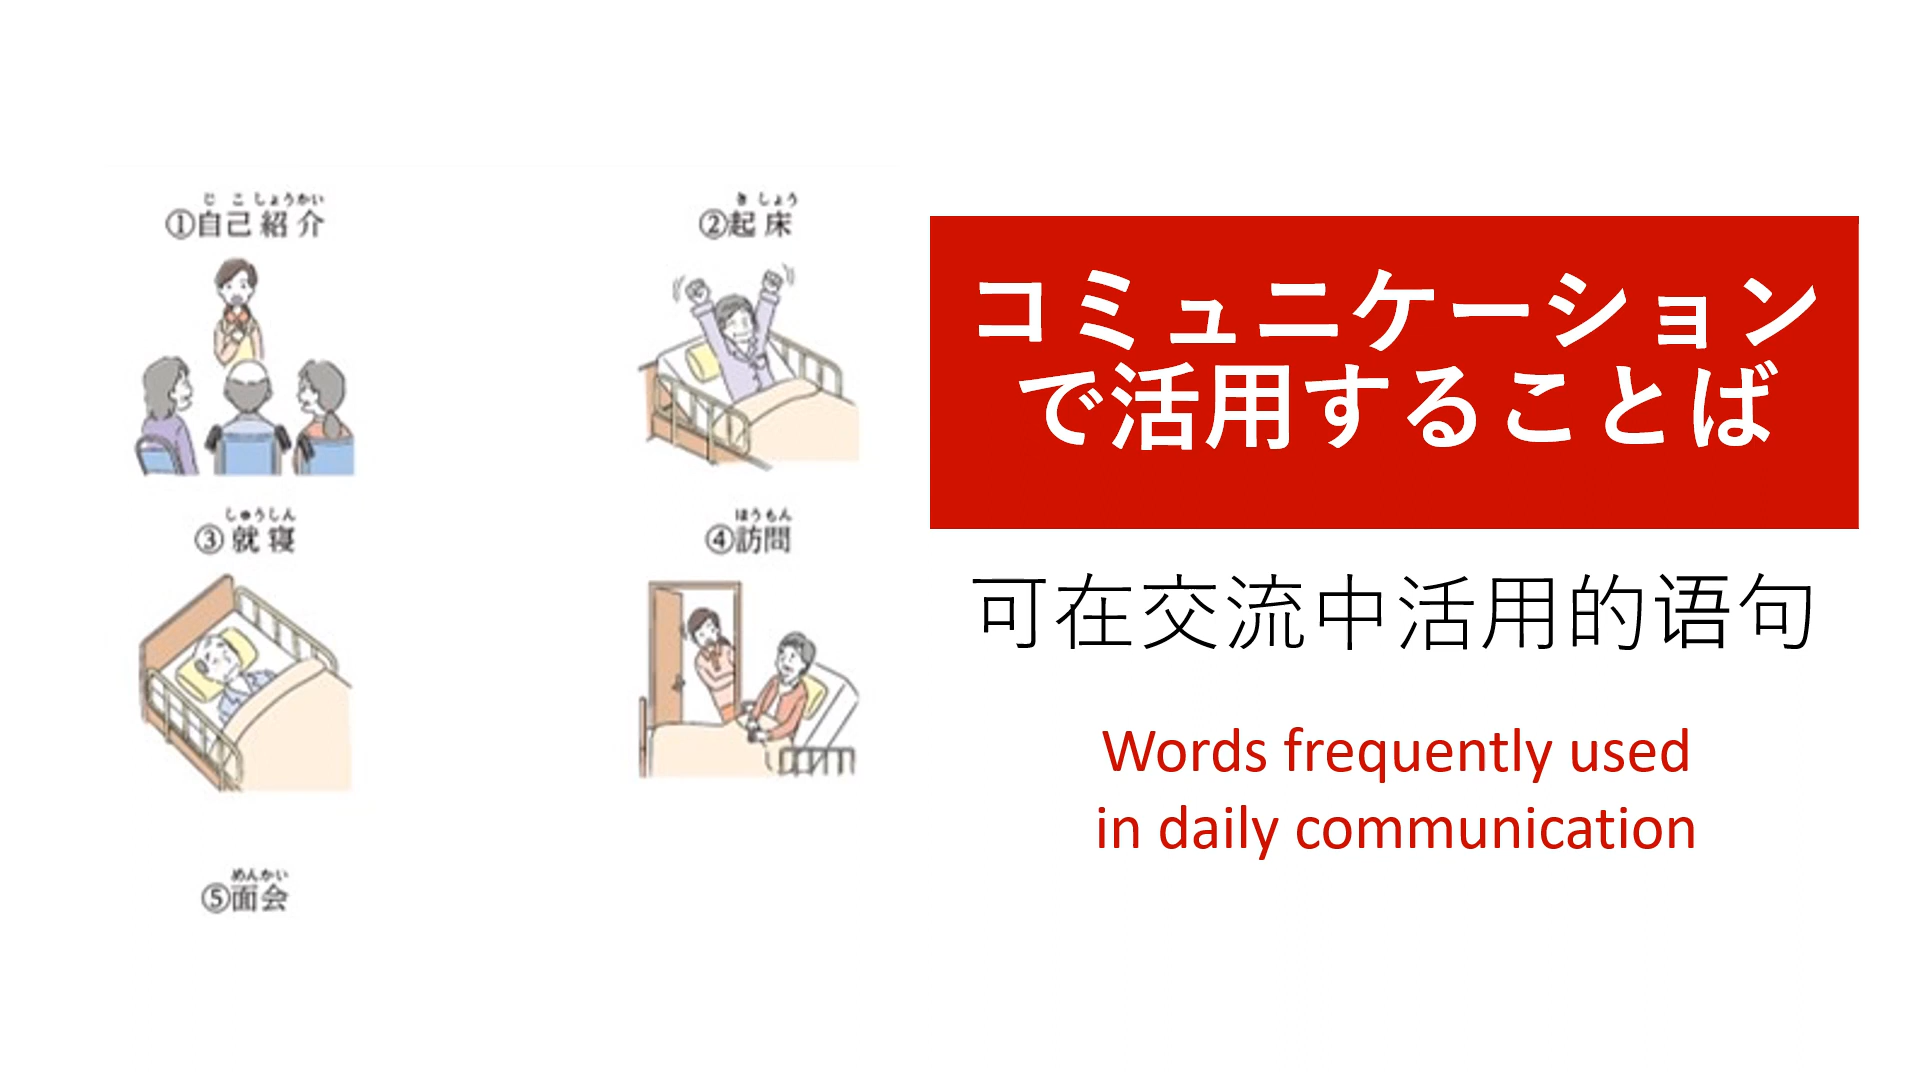 じこしょうかい
①自己紹介
きしょう
②起床
しゅうしん
③就寝
ほうもん
④訪問
めんかい
⑤面会
コミュニケーション
で活用することば
可在交流中活用的语句
Words frequently used
in daily communication